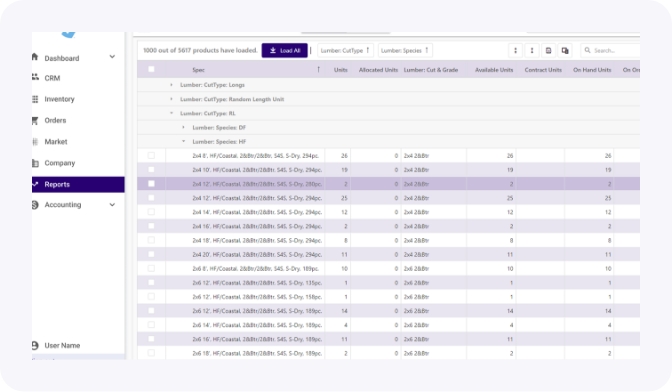 1000 out of 5617 products have loaded. Load All Lumber: CutType ↑ Lumber: Species ↑ Search...
Dashboard
CRM
Inventory
Orders
Market
Company
Reports
Accounting
User Name
Spec ↑ Units Allocated Units Lumber: Cut & Grade Available Units Contract Units On Hand Units On Or
Lumber: CutType: Longs
Lumber: CutType: Random Length Unit
Lumber: CutType: RL
Lumber: Species: DF
Lumber: Species: HF
2x4 8', HF/Coastal, 2&Btr/2&Btr, S4S, S-Dry, 294pc, 26 0 2x4 2&Btr 26 26
2x4 10', HF/Coastal, 2&Btr/2&Btr, S4S, S-Dry, 294pc, 19 0 2x4 2&Btr 19 19
2x4 12', HF/Coastal, 2&Btr/2&Btr, S4S, S-Dry, 2 0 2x4 2&Btr 2 2
2x4 12', HF/Coastal, 2&Btr/2&Btr, S4S, S-Dry, 294pc, 25 0 2x4 2&Btr 25 25
2x4 14', HF/Coastal, 2&Btr/2&Btr, S4S, S-Dry, 294pc, 12 0 2x4 2&Btr 12 12
2x4 16', HF/Coastal, 2&Btr/2&Btr, S4S, S-Dry, 294pc, 2 0 2x4 2&Btr 2 2
2x4 18', HF/Coastal, 2&Btr/2&Btr, S4S, S-Dry, 294pc, 8 0 2x4 2&Btr 8 8
2x4 20', HF/Coastal, 2&Btr/2&Btr, S4S, S-Dry, 294pc, 11 0 2x4 2&Btr 11 11
2x6 8', HF/Coastal, 2&Btr/2&Btr, S4S, S-Dry, 189pc, 10 0 2x6 2&Btr 10 10
2x6 12', HF/Coastal, 2&Btr/2&Btr, S4S, S-Dry, 135pc, 1 0 2x6 2&Btr 1 1
2x6 12', HF/Coastal, 2&Btr/2&Btr, S4S, S-Dry, 158pc, 1 0 2x6 2&Btr 1 1
2x6 12', HF/Coastal, 2&Btr/2&Btr, S4S, S-Dry, 189pc, 14 0 2x6 2&Btr 14 14
2x6 14', HF/Coastal, 2&Btr/2&Btr, S4S, S-Dry, 189pc, 4 0 2x6 2&Btr 4 4
2x6 16', HF/Coastal, 2&Btr/2&Btr, S4S, S-Dry, 189pc, 11 0 2x6 2&Btr 11 11
2x6 18', HF/Coastal, 2&Btr/2&Btr, S4S, S-Dry, 189pc, 2 0 2x6 2&Btr 2 2